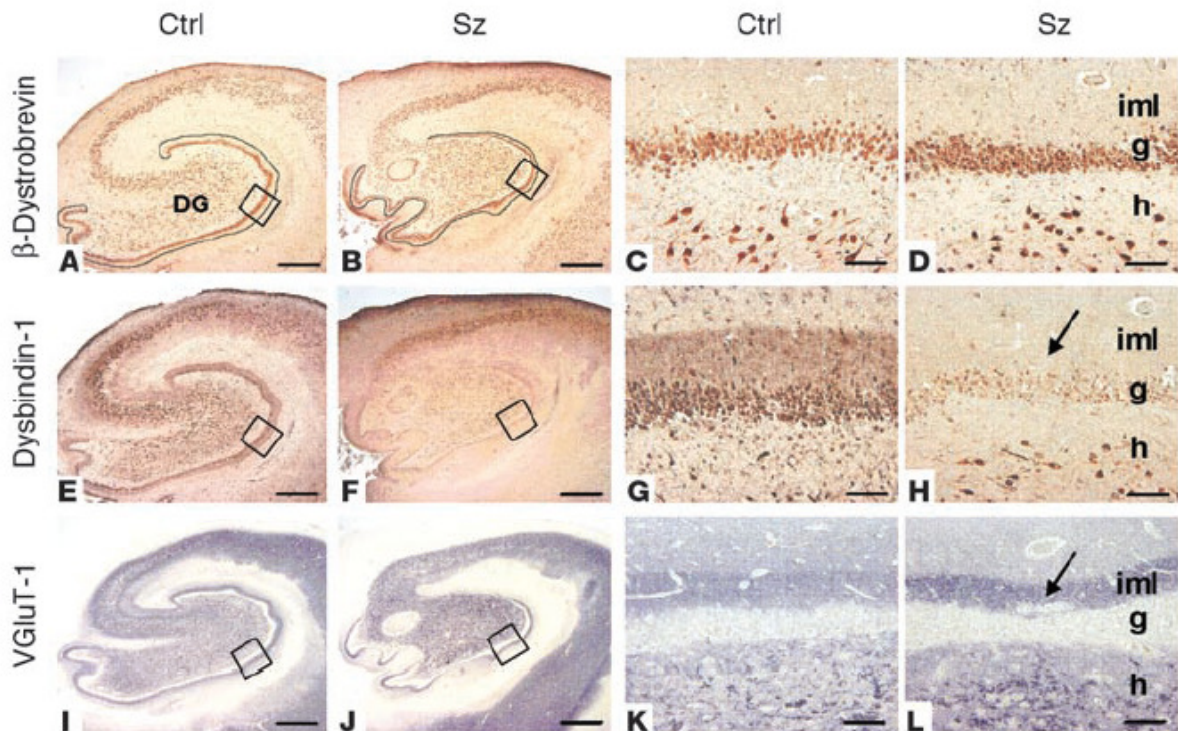 Ctrl Sz Ctrl Sz
β-Dystrobrevin
DG
A B C D
iml
g
h
Dysbindin-1
E F G H
iml
g
h
VGluT-1
I J K L
iml
g
h